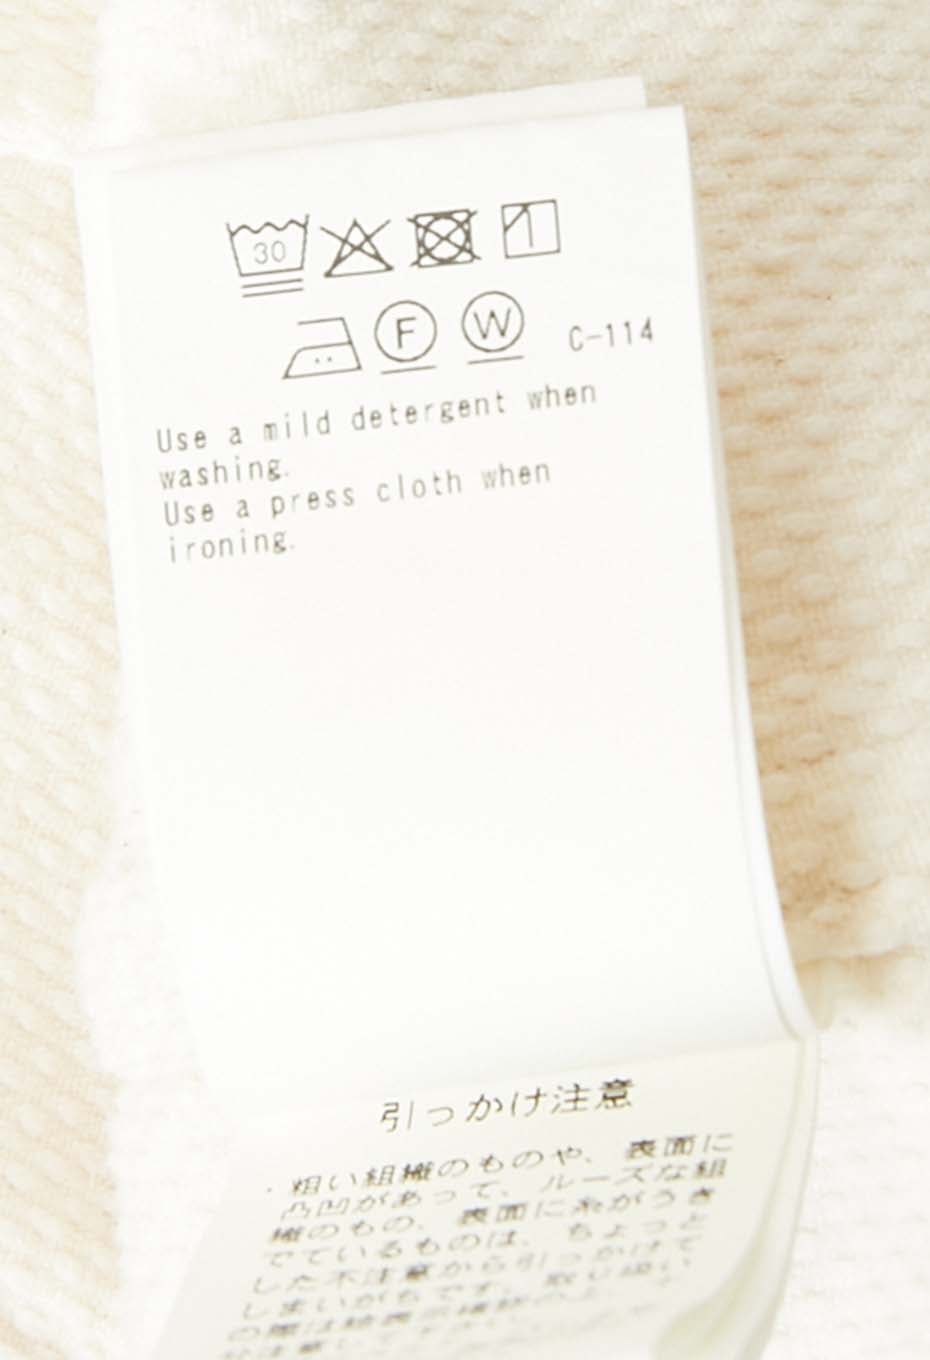 30
F W C-114
Use a mild detergent when
washing.
Use a press cloth when
ironing.
引っかけ注意
・粗い組織のものや、表面に
凸凹があって、ルーズな組
織のもの、表面に糸がうき
でているものは、ちょっと
した不注意から引っかけて
しまいがちです。取り扱い
の際は